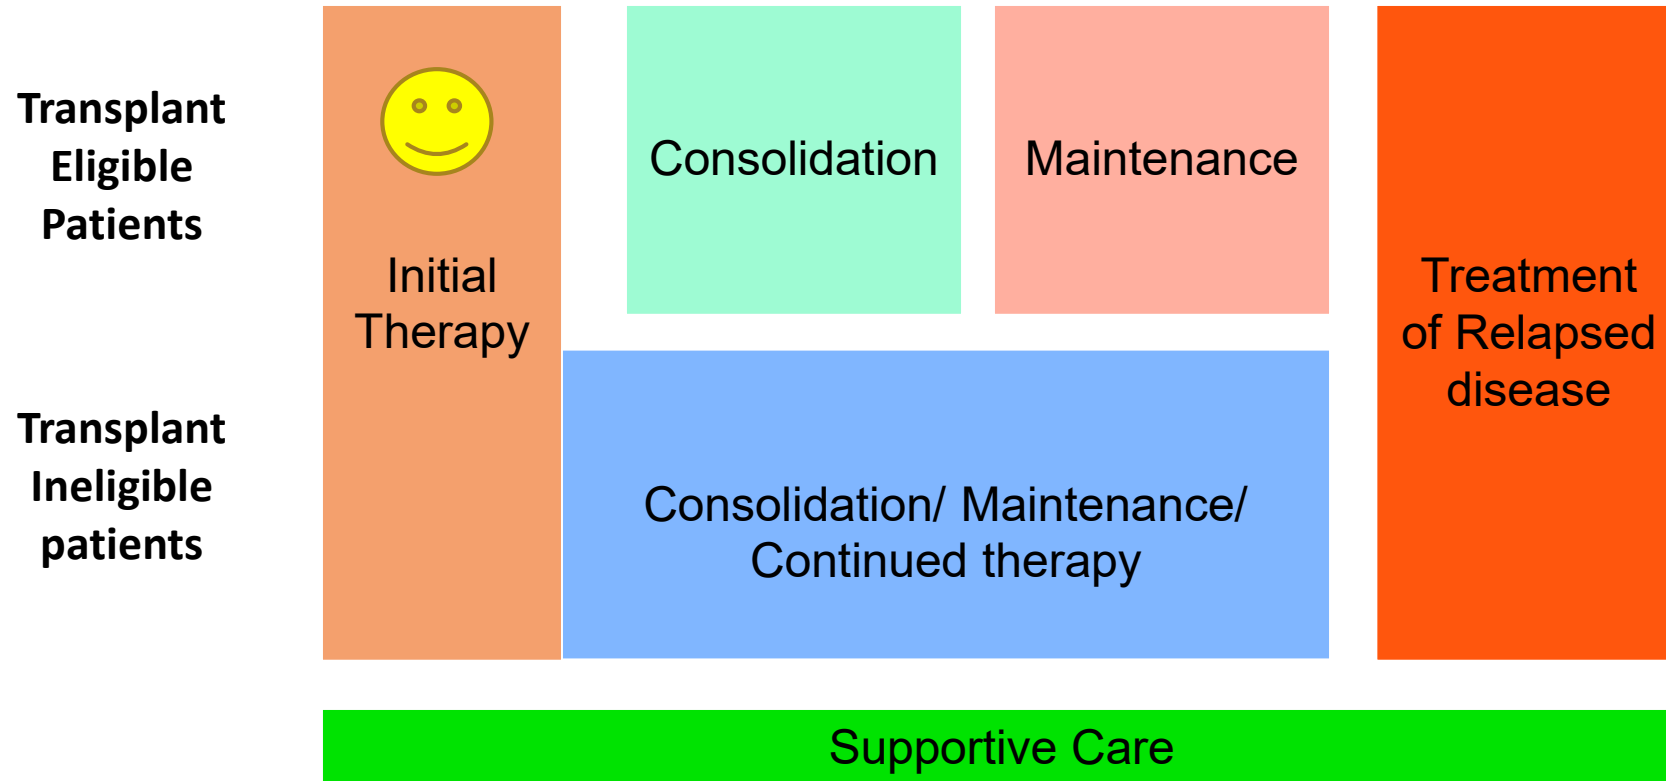 Transplant
Eligible
Patients
Initial
Therapy
Consolidation
Maintenance
Treatment
of Relapsed
disease
Transplant
Ineligible
patients
Consolidation/ Maintenance/
Continued therapy
Supportive Care